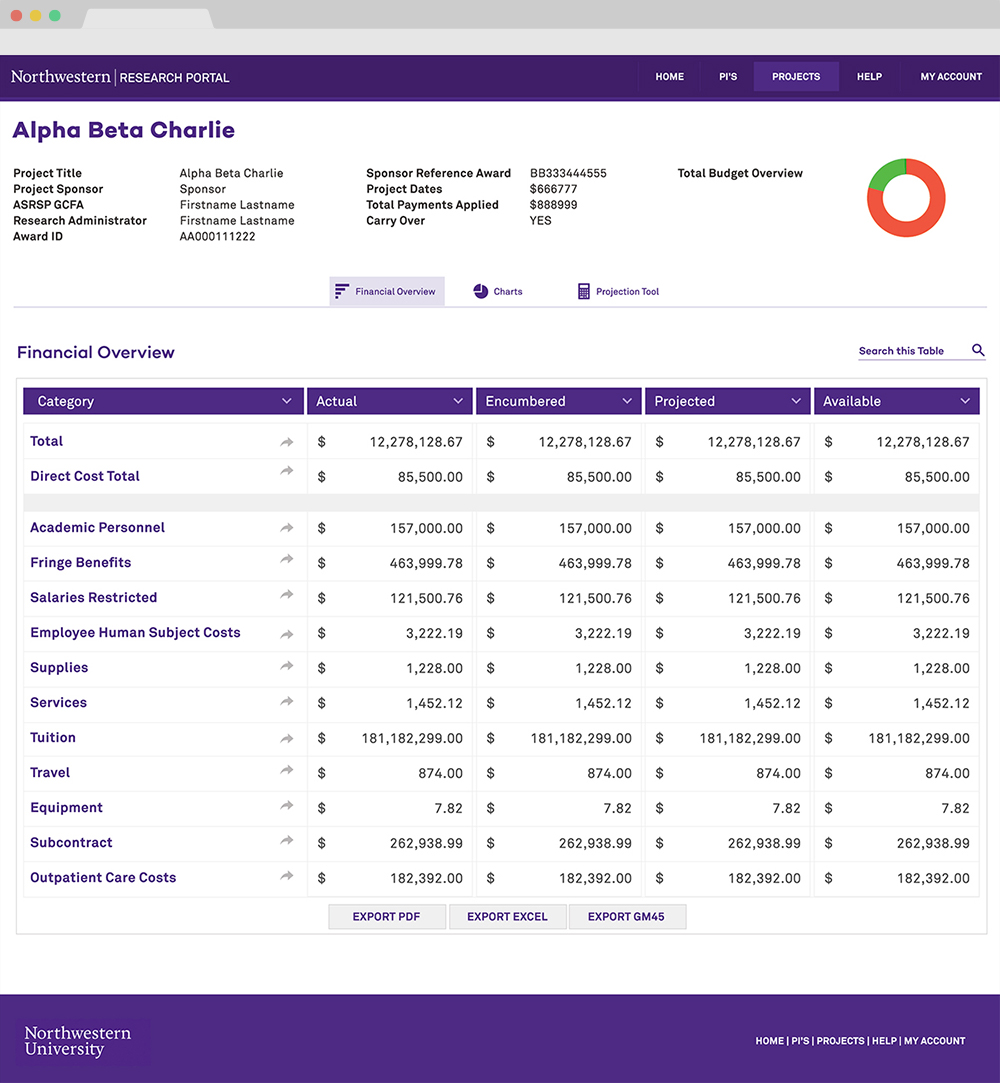 Northwestern | RESEARCH PORTAL HOME PI'S PROJECTS HELP MY ACCOUNT
Alpha Beta Charlie
Project Title Alpha Beta Charlie Sponsor Reference Award BB333444555 Total Budget Overview
Project Sponsor Sponsor Project Dates $666777
ASRSP GCFA Firstname Lastname Total Payments Applied $888999
Research Administrator Firstname Lastname Carry Over YES
Award ID AA000111222
Financial Overview Charts Projection Tool
Financial Overview Search this Table
Category Actual Encumbered Projected Available
Total $ 12,278,128.67 $ 12,278,128.67 $ 12,278,128.67 $ 12,278,128.67
Direct Cost Total $ 85,500.00 $ 85,500.00 $ 85,500.00 $ 85,500.00
Academic Personnel $ 157,000.00 $ 157,000.00 $ 157,000.00 $ 157,000.00
Fringe Benefits $ 463,999.78 $ 463,999.78 $ 463,999.78 $ 463,999.78
Salaries Restricted $ 121,500.76 $ 121,500.76 $ 121,500.76 $ 121,500.76
Employee Human Subject Costs $ 3,222.19 $ 3,222.19 $ 3,222.19 $ 3,222.19
Supplies $ 1,228.00 $ 1,228.00 $ 1,228.00 $ 1,228.00
Services $ 1,452.12 $ 1,452.12 $ 1,452.12 $ 1,452.12
Tuition $ 181,182,299.00 $ 181,182,299.00 $ 181,182,299.00 $ 181,182,299.00
Travel $ 874.00 $ 874.00 $ 874.00 $ 874.00
Equipment $ 7.82 $ 7.82 $ 7.82 $ 7.82
Subcontract $ 262,938.99 $ 262,938.99 $ 262,938.99 $ 262,938.99
Outpatient Care Costs $ 182,392.00 $ 182,392.00 $ 182,392.00 $ 182,392.00
EXPORT PDF EXPORT EXCEL EXPORT GM45
Northwestern
University
HOME | PI'S | PROJECTS | HELP | MY ACCOUNT